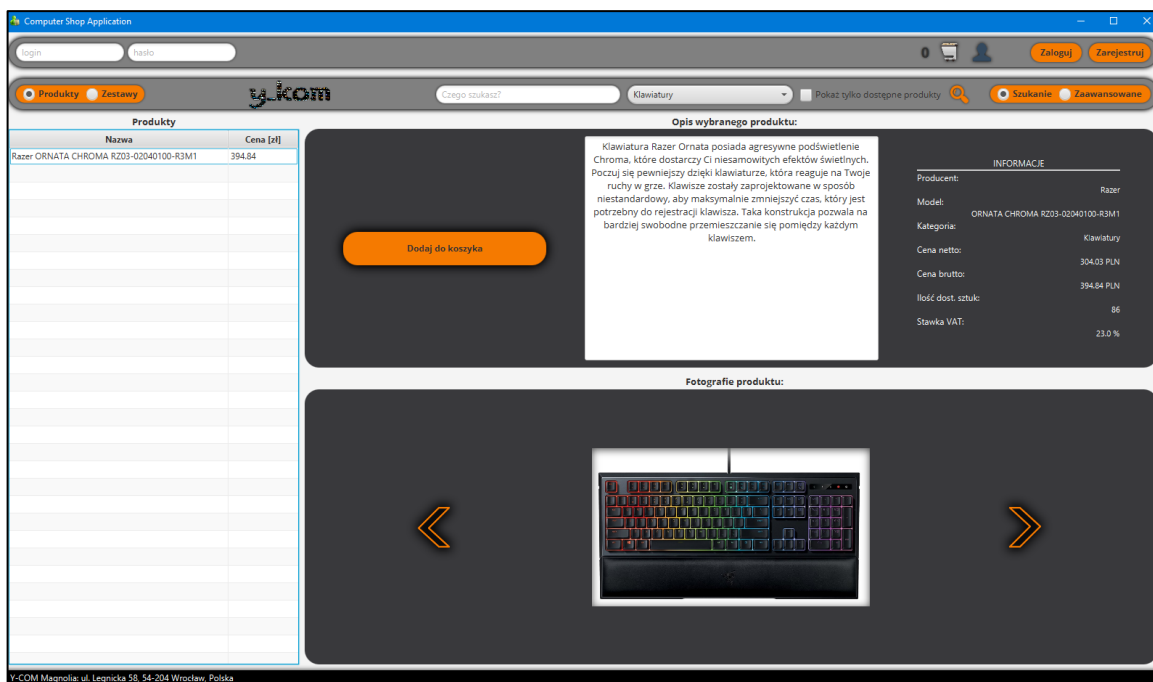 Computer Shop Application
login
hasło
0
Zaloguj
Zarejestruj
Produkty
Zestawy
y_kom
Czego szukasz?
Klawiatury
Pokaż tylko dostępne produkty
Szukanie
Zaawansowane
Produkty
Nazwa
Cena [zł]
Razer ORNATA CHROMA RZ03-02040100-R3M1
394.84
Opis wybranego produktu:
Dodaj do koszyka
Klawiatura Razer Ornata posiada agresywne podświetlenie
Chroma, które dostarczy Ci niesamowitych efektów świetlnych.
Poczuj się pewniejszy dzięki klawiaturze, która reaguje na Twoje
ruchy w grze. Klawisze zostały zaprojektowane w sposób
niestandardowy, aby maksymalnie zmniejszyć czas, który jest
potrzebny do rejestracji klawisza. Taka konstrukcja pozwala na
bardziej swobodne przemieszczanie się pomiędzy każdym
klawiszem.
INFORMACJE
Producent:
Razer
Model:
ORNATA CHROMA RZ03-02040100-R3M1
Kategoria:
Klawiatury
Cena netto:
304.03 PLN
Cena brutto:
394.84 PLN
Ilość dost. sztuk:
86
Stawka VAT:
23.0 %
Fotografie produktu:
Y-COM Magnolia: ul. Legnicka 58, 54-204 Wrocław, Polska